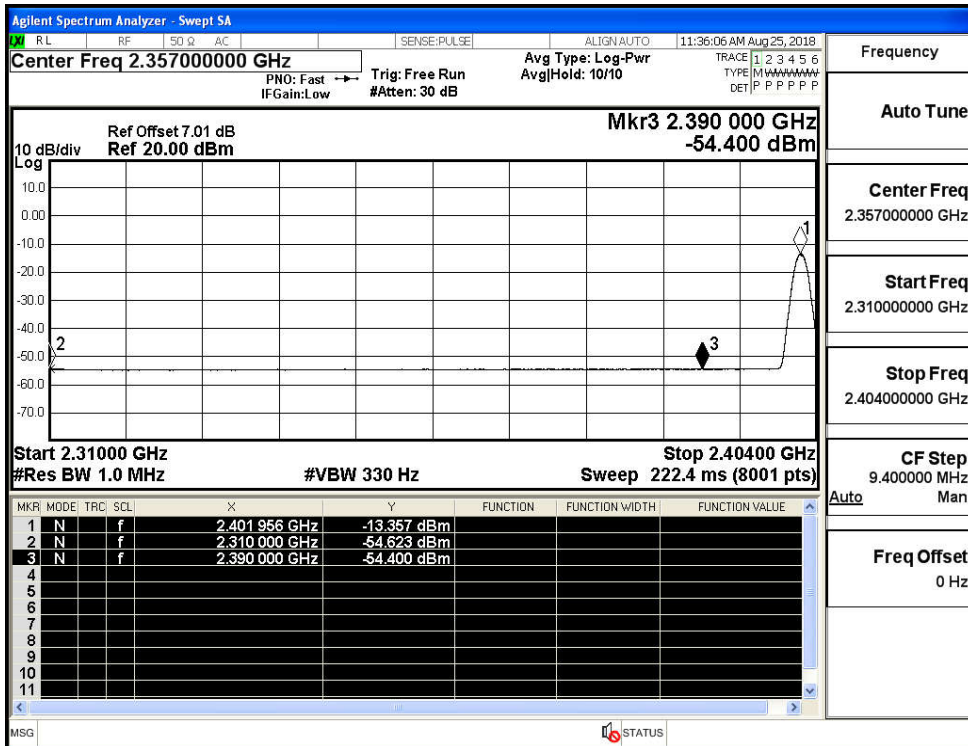 Agilent Spectrum Analyzer - Swept SA
LXI RL RF 50 Ω AC SENSE:PULSE ALIGN AUTO 11:36:06 AM Aug 25, 2018
Center Freq 2.357000000 GHz
PNO: Fast
IFGain:Low
Trig: Free Run
#Atten: 30 dB
Avg Type: Log-Pwr
Avg|Hold: 10/10
TRACE 1 2 3 4 5 6
TYPE M WWWWW
DET P P P P P P
Ref Offset 7.01 dB
10 dB/div Ref 20.00 dBm
Log
Mkr3 2.390 000 GHz
-54.400 dBm
10.0
0.00
-10.0
-20.0
-30.0
-40.0
-50.0
-60.0
-70.0
1
2
3
Start 2.31000 GHz Stop 2.40400 GHz
#Res BW 1.0 MHz #VBW 330 Hz Sweep 222.4 ms (8001 pts)
MKR MODE TRC SCL X Y FUNCTION FUNCTION WIDTH FUNCTION VALUE
1 N f 2.401 956 GHz -13.357 dBm
2 N f 2.310 000 GHz -54.623 dBm
3 N f 2.390 000 GHz -54.400 dBm
4
5
6
7
8
9
10
11
MSG STATUS
Frequency
Auto Tune
Center Freq
2.357000000 GHz
Start Freq
2.310000000 GHz
Stop Freq
2.404000000 GHz
CF Step
9.400000 MHz
Auto Man
Freq Offset
0 Hz